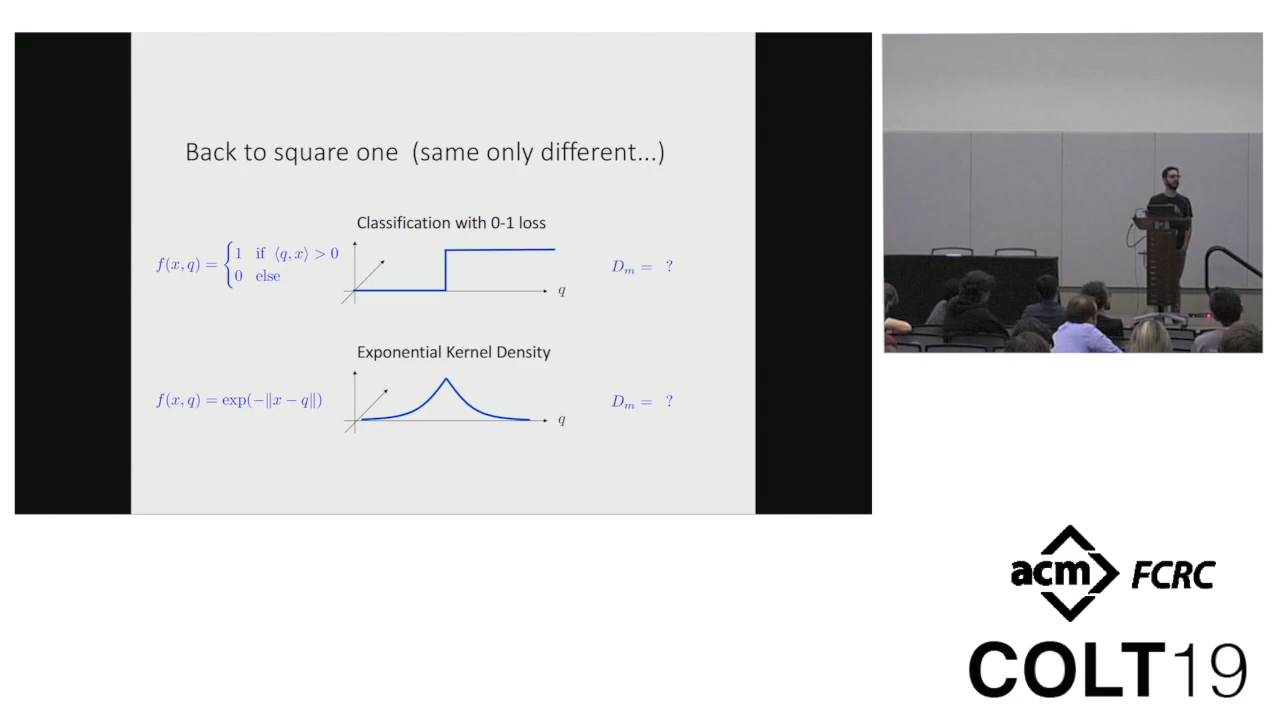 Back to square one (same only different...)
Classification with 0-1 loss
f(x, q) = { 1 if ⟨q, x⟩ > 0
0 else
D_m = ?
q
Exponential Kernel Density
f(x, q) = exp(−‖x − q‖)
D_m = ?
q
acm FCRC
COLT19